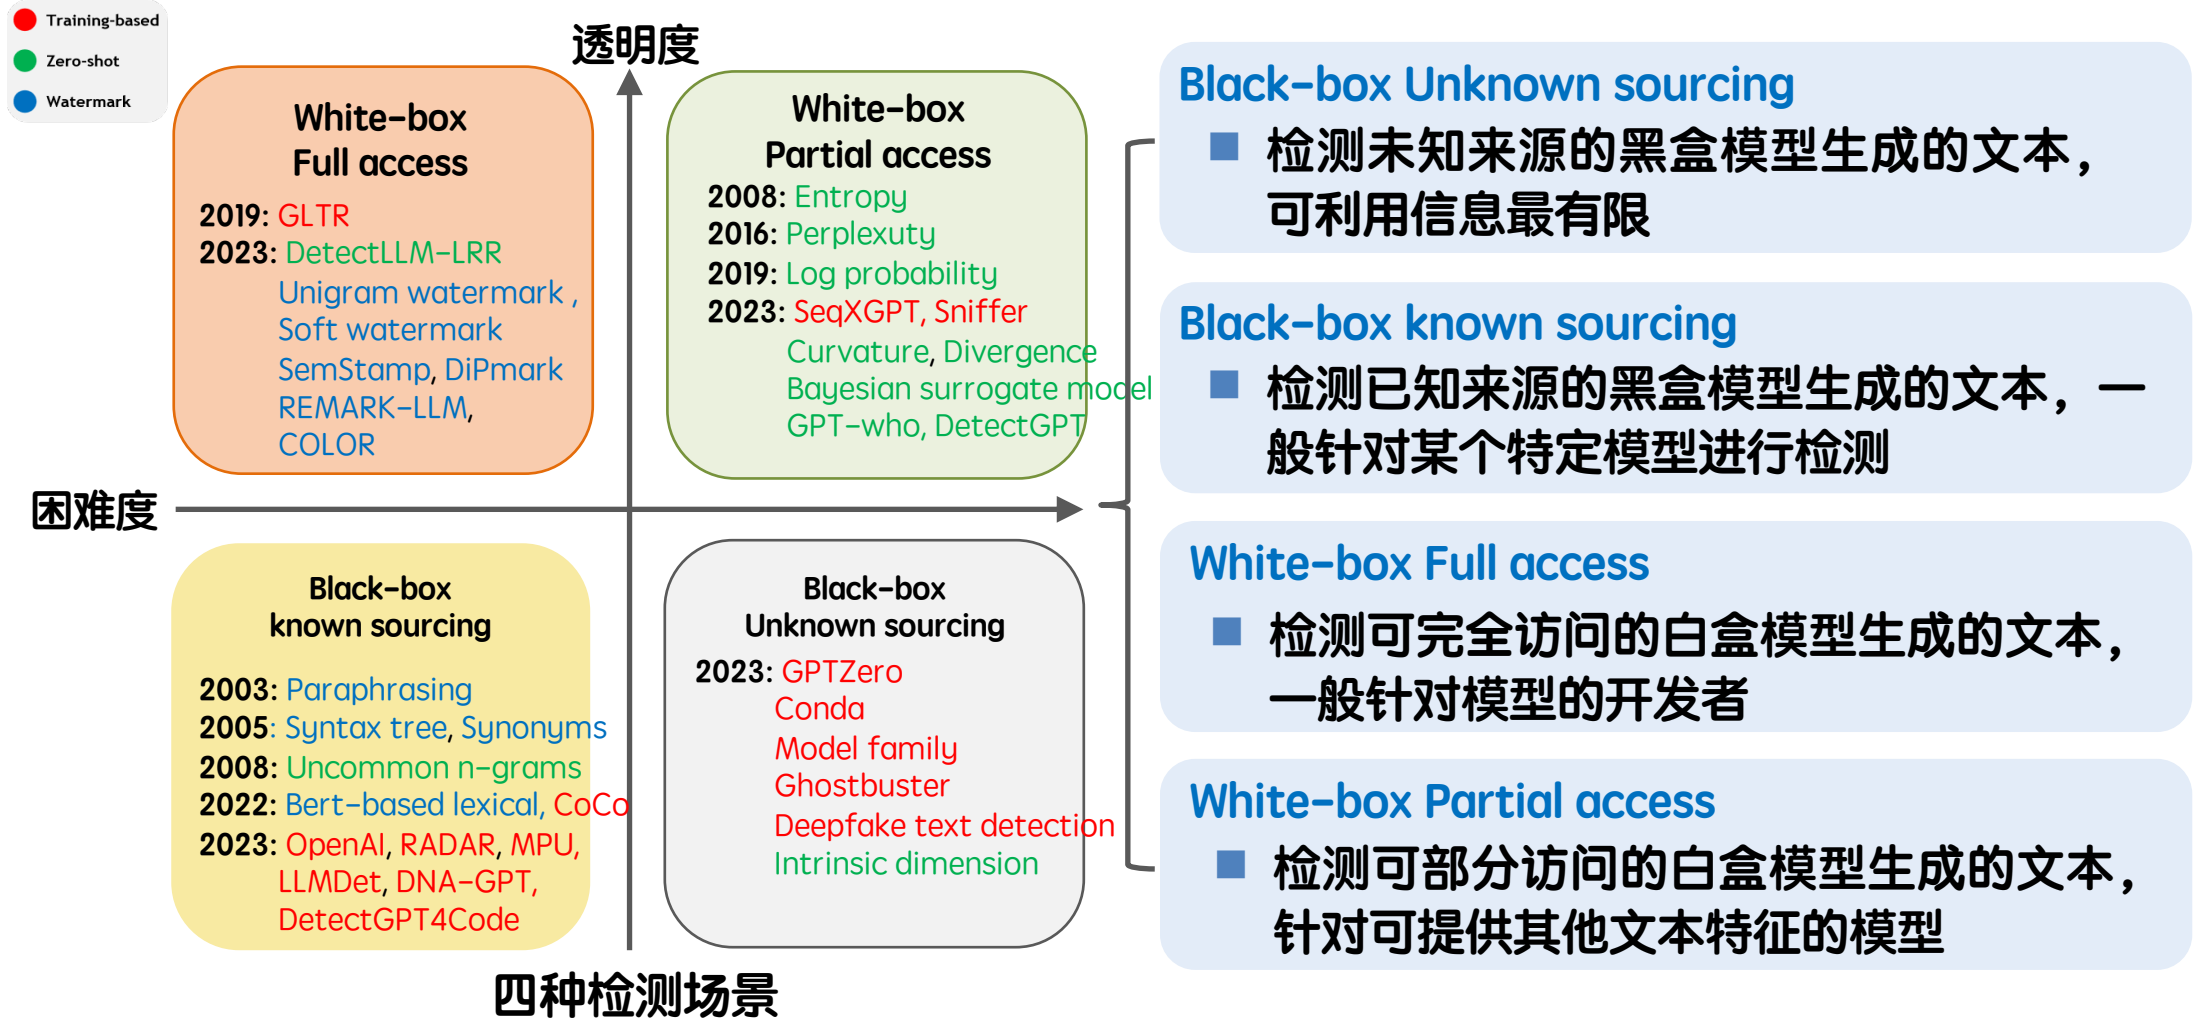 Training-based
Zero-shot
Watermark
透明度
White-box
Full access
2019: GLTR
2023: DetectLLM-LRR
Unigram watermark ,
Soft watermark
SemStamp, DiPmark
REMARK-LLM,
COLOR
White-box
Partial access
2008: Entropy
2016: Perplexuty
2019: Log probability
2023: SeqXGPT, Sniffer
Curvature, Divergence
Bayesian surrogate model
GPT-who, DetectGPT
困难度
Black-box
known sourcing
2003: Paraphrasing
2005: Syntax tree, Synonyms
2008: Uncommon n-grams
2022: Bert-based lexical, CoCo
2023: OpenAI, RADAR, MPU,
LLMDet, DNA-GPT,
DetectGPT4Code
Black-box
Unknown sourcing
2023: GPTZero
Conda
Model family
Ghostbuster
Deepfake text detection
Intrinsic dimension
四种检测场景
Black-box Unknown sourcing
检测未知来源的黑盒模型生成的文本，
可利用信息最有限
Black-box known sourcing
检测已知来源的黑盒模型生成的文本，一
般针对某个特定模型进行检测
White-box Full access
检测可完全访问的白盒模型生成的文本，
一般针对模型的开发者
White-box Partial access
检测可部分访问的白盒模型生成的文本，
针对可提供其他文本特征的模型